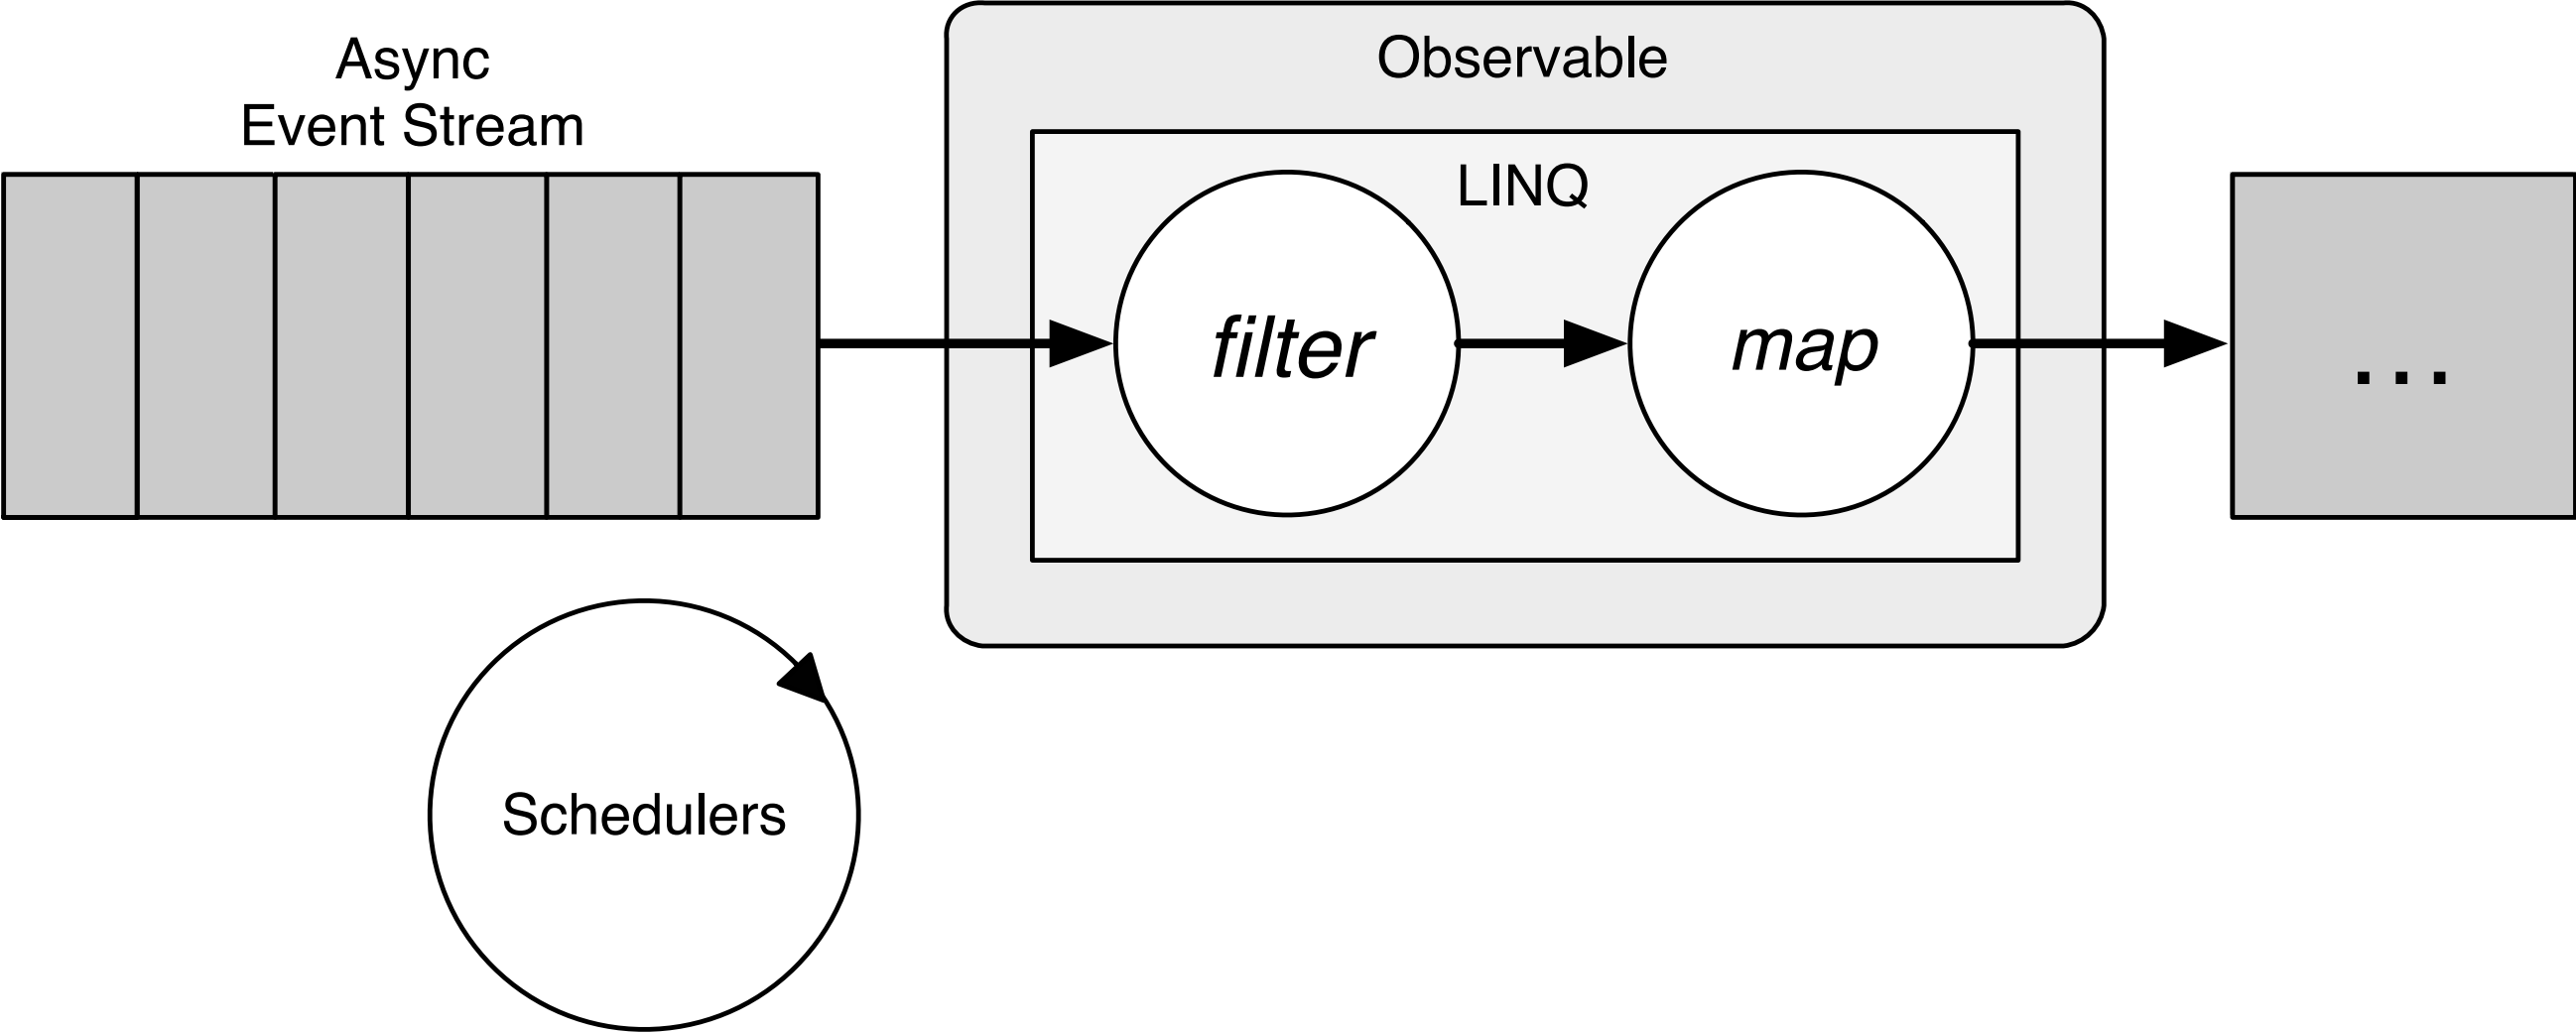 Async
Event Stream
Observable
LINQ
filter
map
...
Schedulers